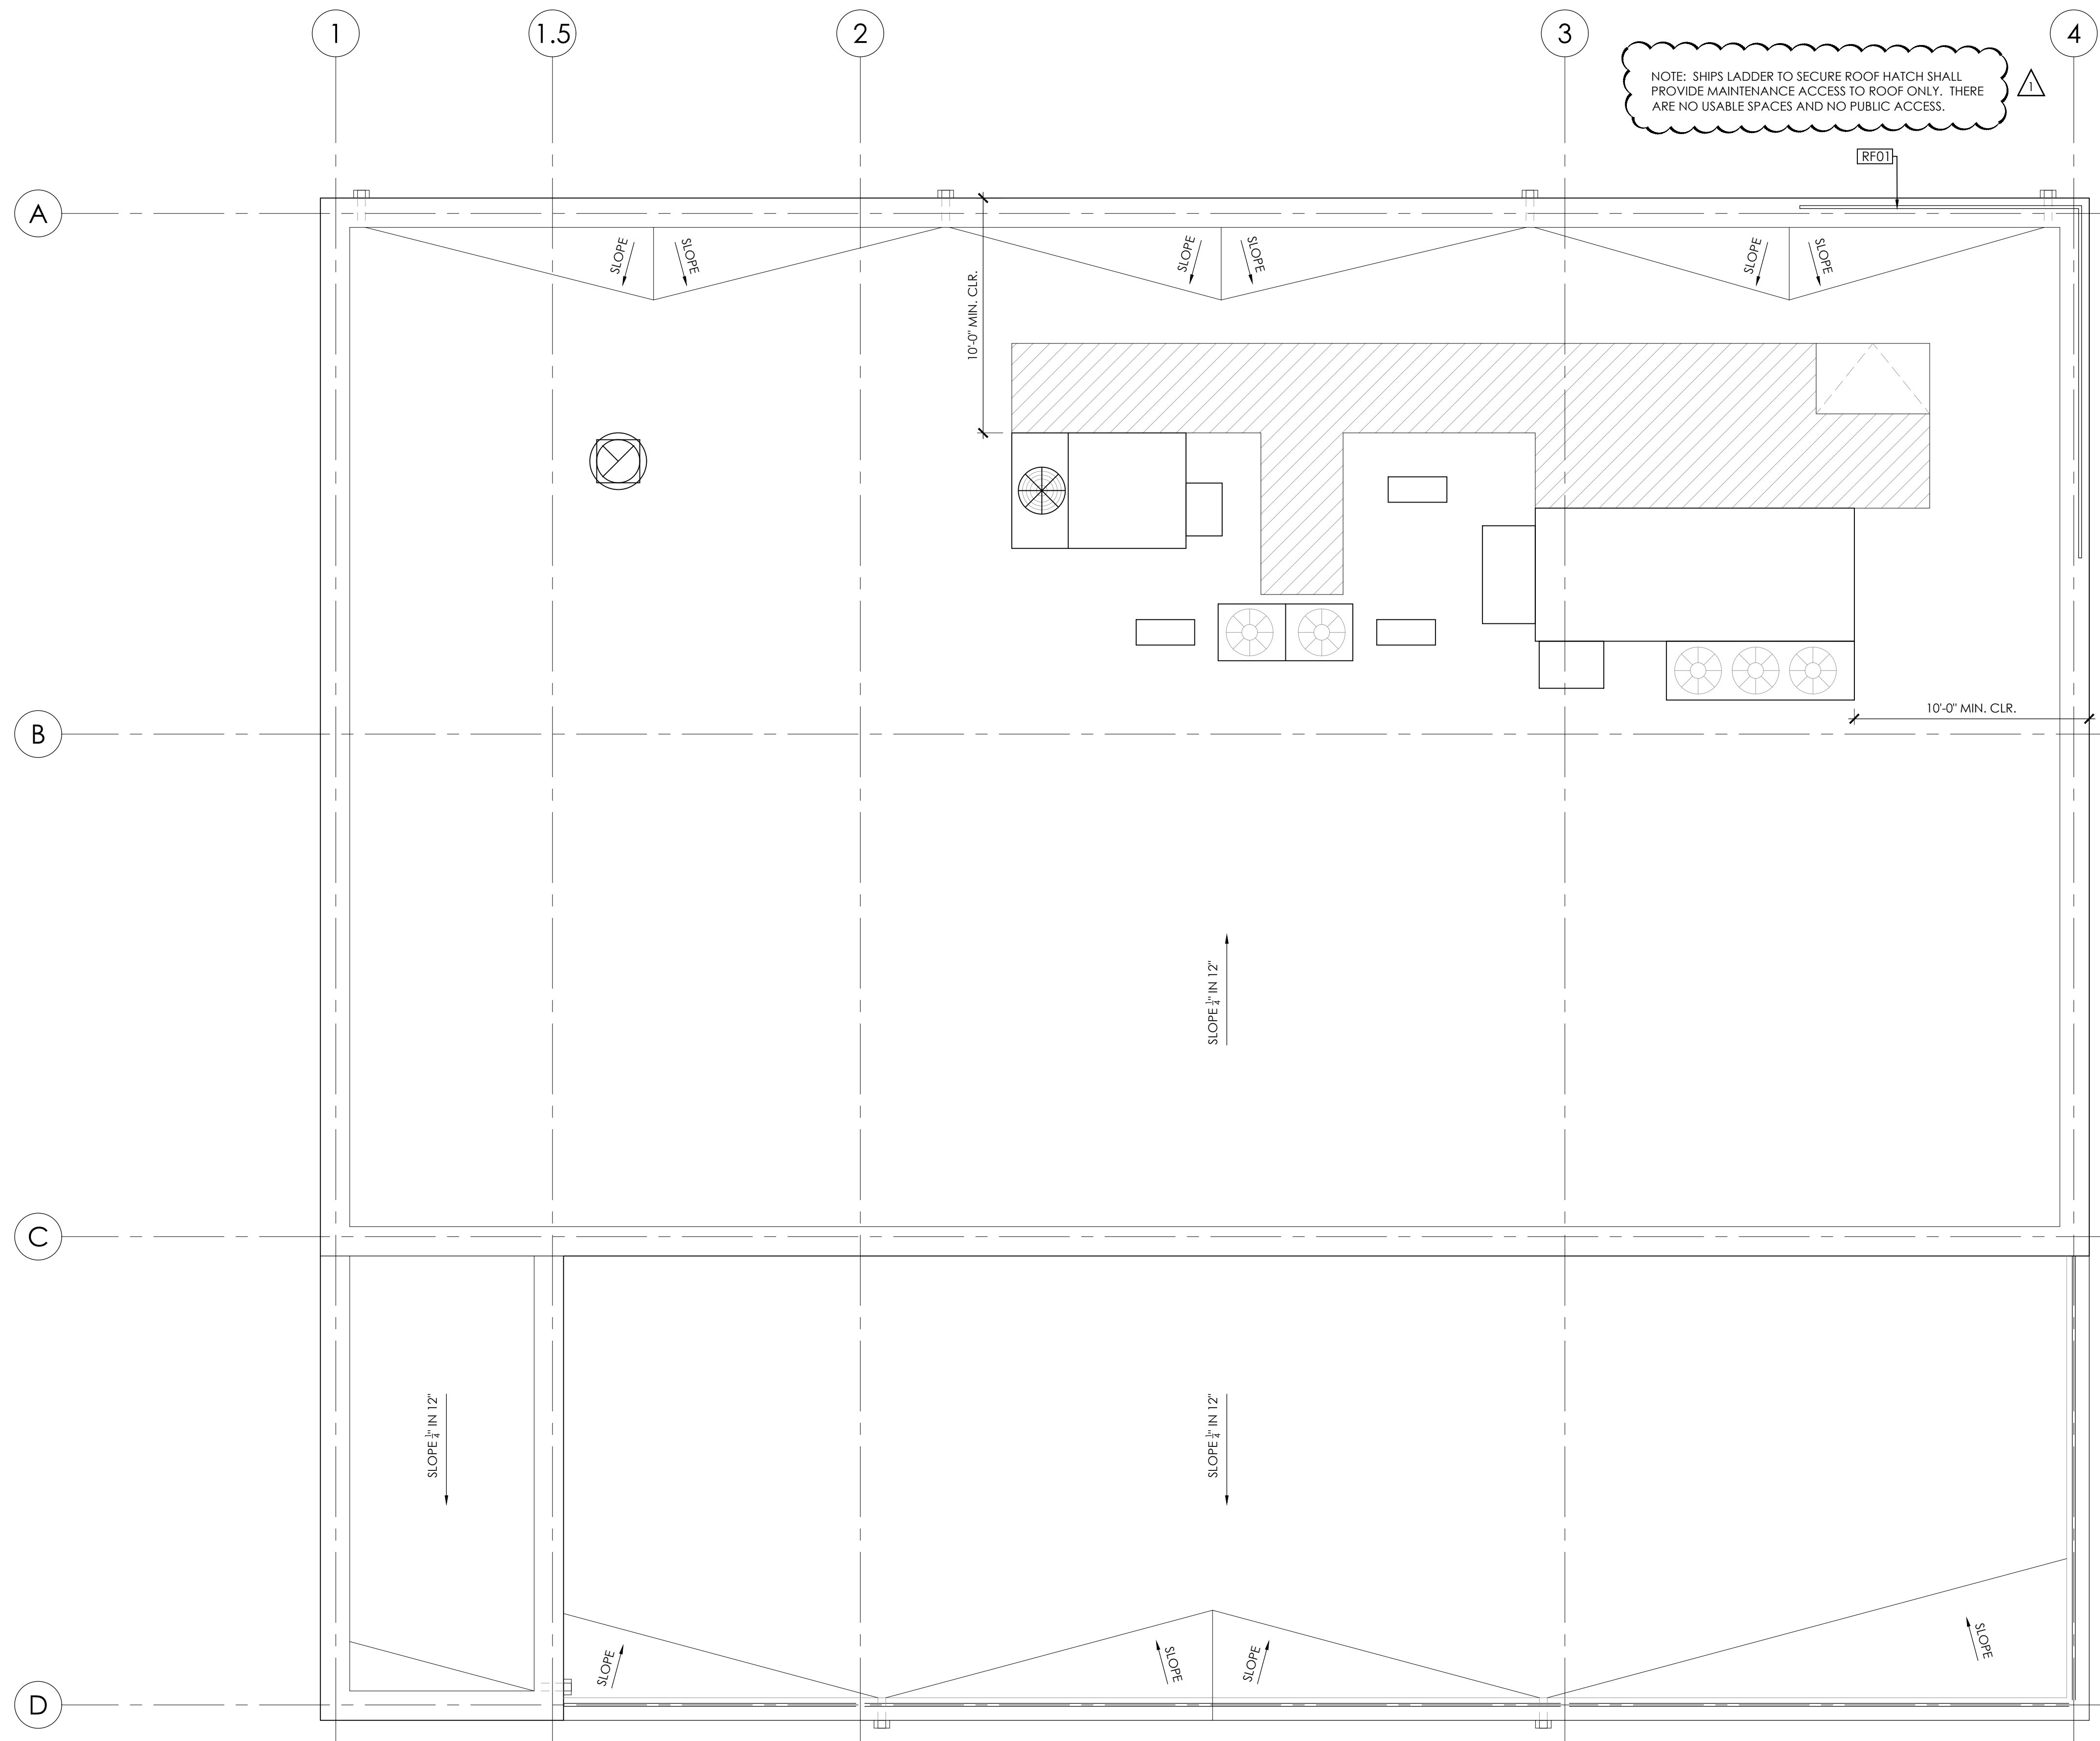 1
1.5
2
3
4
NOTE: SHIPS LADDER TO SECURE ROOF HATCH SHALL
PROVIDE MAINTENANCE ACCESS TO ROOF ONLY. THERE
ARE NO USABLE SPACES AND NO PUBLIC ACCESS.
1
RF01
A
SLOPE
SLOPE
SLOPE
SLOPE
SLOPE
SLOPE
10'-0" MIN. CLR.
10'-0" MIN. CLR.
B
SLOPE 1/4" IN 12"
C
SLOPE 1/4" IN 12"
SLOPE 1/4" IN 12"
SLOPE
SLOPE
SLOPE
SLOPE
D